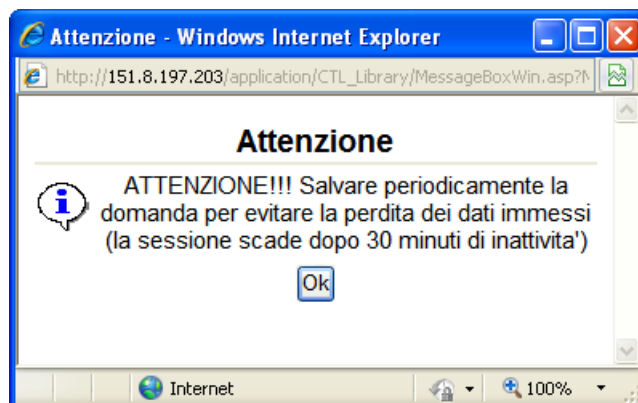 Attenzione - Windows Internet Explorer
http://151.8.197.203/application/CTL_Library/MessageBoxWin.asp?M
Attenzione
ATTENZIONE!!! Salvare periodicamente la
domanda per evitare la perdita dei dati immessi
(la sessione scade dopo 30 minuti di inattivita')
Ok
Internet
100%